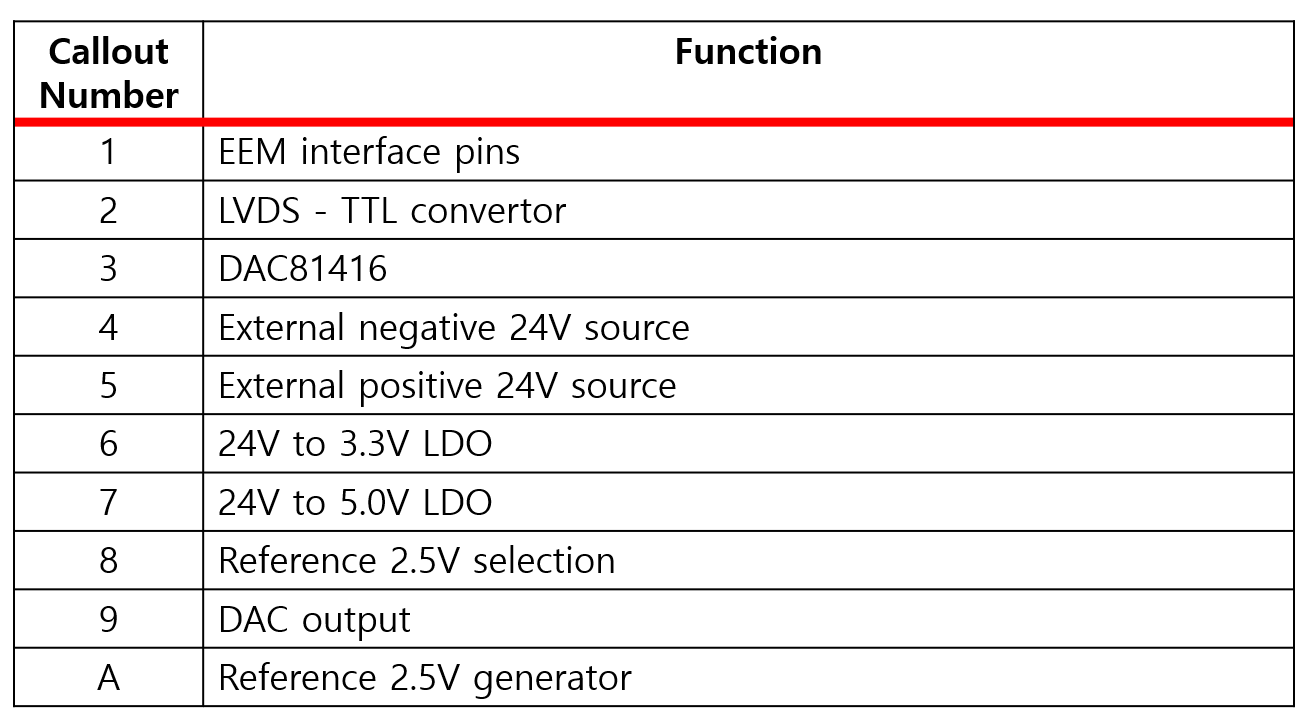 Callout Number Function
1 EEM interface pins
2 LVDS - TTL convertor
3 DAC81416
4 External negative 24V source
5 External positive 24V source
6 24V to 3.3V LDO
7 24V to 5.0V LDO
8 Reference 2.5V selection
9 DAC output
A Reference 2.5V generator